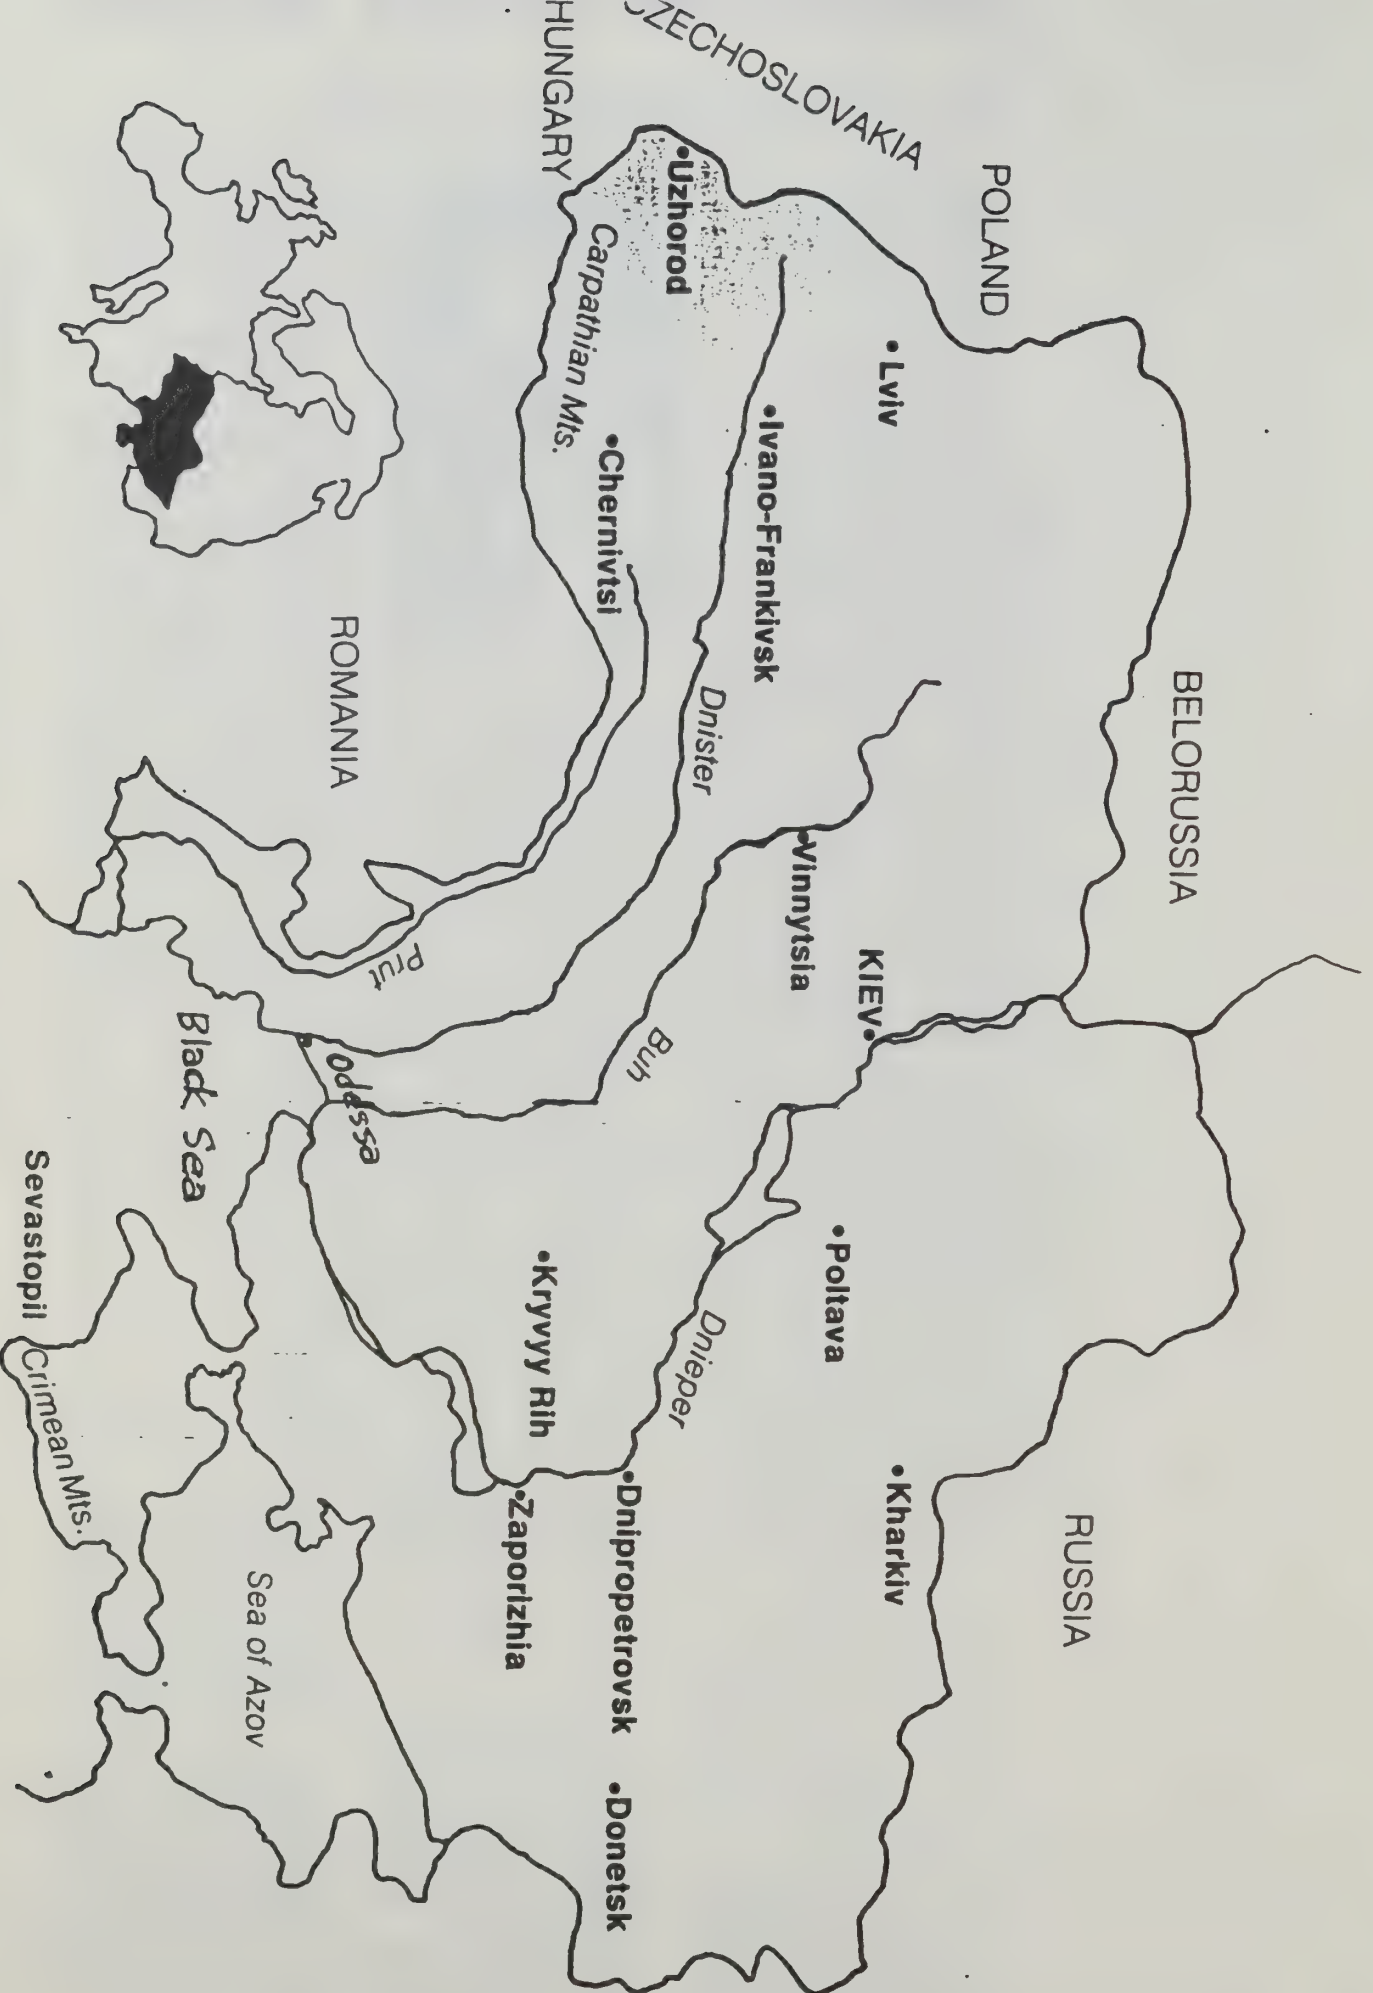 BELORUSSIA
RUSSIA
POLAND
CZECHOSLOVAKIA
HUNGARY
ROMANIA
•Lviv
KIEV•
•Kharkiv
•Poltava
•Vinnytsia
•Ivano-Frankivsk
•Uzhorod
Carpathian Mts.
•Chernivtsi
Dnister
Buh
Dnieper
•Dnipropetrovsk
•Donetsk
•Kryvyy Rih
•Zaporizhia
Prut
Odessa
Black Sea
Sea of Azov
Sevastopil
Crimean Mts.